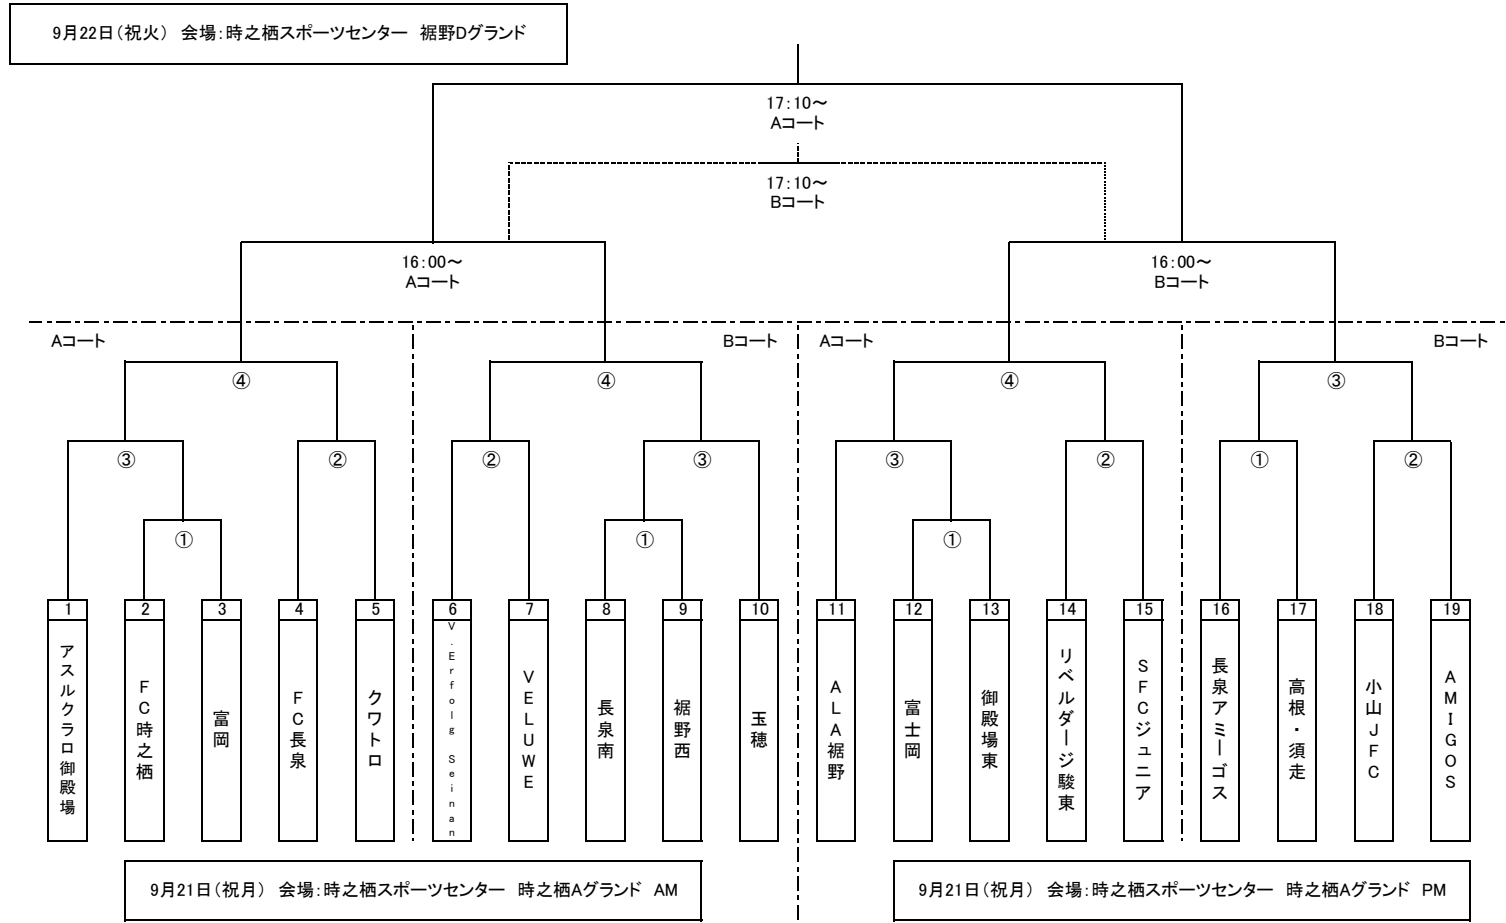 9月22日(祝火) 会場:時之栖スポーツセンター 裾野Dグランド
17:10～
Aコート
17:10～
Bコート
16:00～
Aコート
16:00～
Bコート
Aコート
Bコート
Aコート
Bコート
④
④
④
③
③
②
②
③
③
②
①
②
①
①
①
1
2
3
4
5
6
7
8
9
10
11
12
13
14
15
16
17
18
19
アスルクラロ御殿場
FC時之栖
富岡
FC長泉
クワトロ
V.Erfolg Seinan
VELUWE
長泉南
裾野西
玉穂
ALA裾野
富士岡
御殿場東
リベルダージ駿東
SFCジュニア
長泉アミーゴス
高根・須走
小山JFC
AMIGOS
9月21日(祝月) 会場:時之栖スポーツセンター 時之栖Aグランド AM
9月21日(祝月) 会場:時之栖スポーツセンター 時之栖Aグランド PM